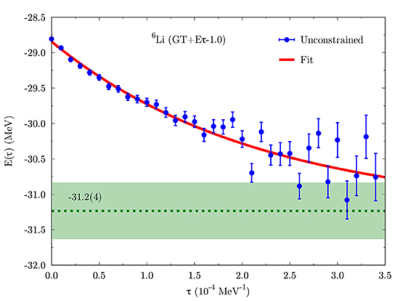 -28.5
-29.0
-29.5
-30.0
-30.5
-31.0
-31.5
-32.0
E(τ) (MeV)
⁶Li (GT+Eτ-1.0)
Unconstrained
Fit
-31.2(4)
0.0 0.5 1.0 1.5 2.0 2.5 3.0 3.5
τ (10⁻⁴ MeV⁻¹)